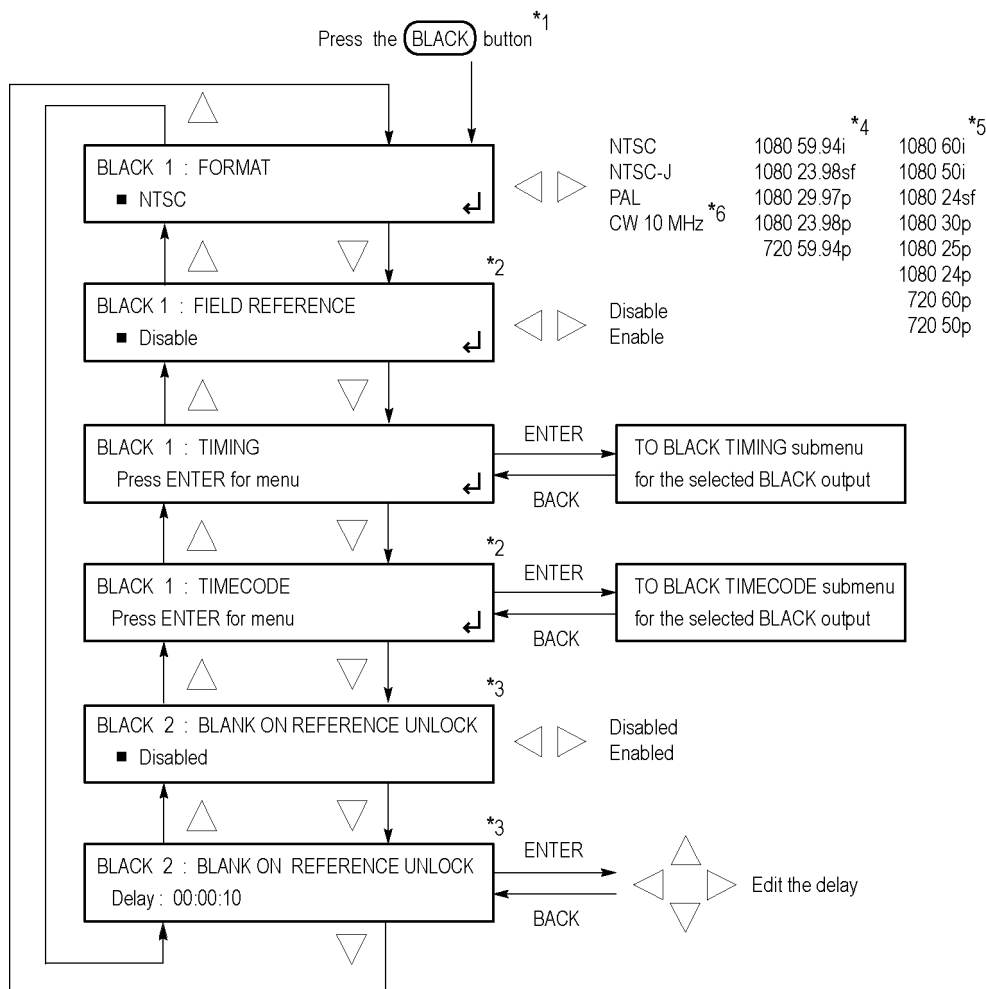 Press the BLACK button *1
BLACK 1 : FORMAT
■ NTSC
NTSC 1080 59.94i *4 1080 60i *5
NTSC-J 1080 23.98sf 1080 50i
PAL 1080 29.97p 1080 24sf
CW 10 MHz *6 1080 23.98p 1080 30p
720 59.94p 1080 25p
1080 24p
720 60p
720 50p
*2
BLACK 1 : FIELD REFERENCE
■ Disable
Disable
Enable
BLACK 1 : TIMING
Press ENTER for menu
ENTER
BACK
TO BLACK TIMING submenu
for the selected BLACK output
*2
BLACK 1 : TIMECODE
Press ENTER for menu
ENTER
BACK
TO BLACK TIMECODE submenu
for the selected BLACK output
*3
BLACK 2 : BLANK ON REFERENCE UNLOCK
■ Disabled
Disabled
Enabled
*3
BLACK 2 : BLANK ON REFERENCE UNLOCK
Delay : 00:00:10
ENTER
BACK
Edit the delay